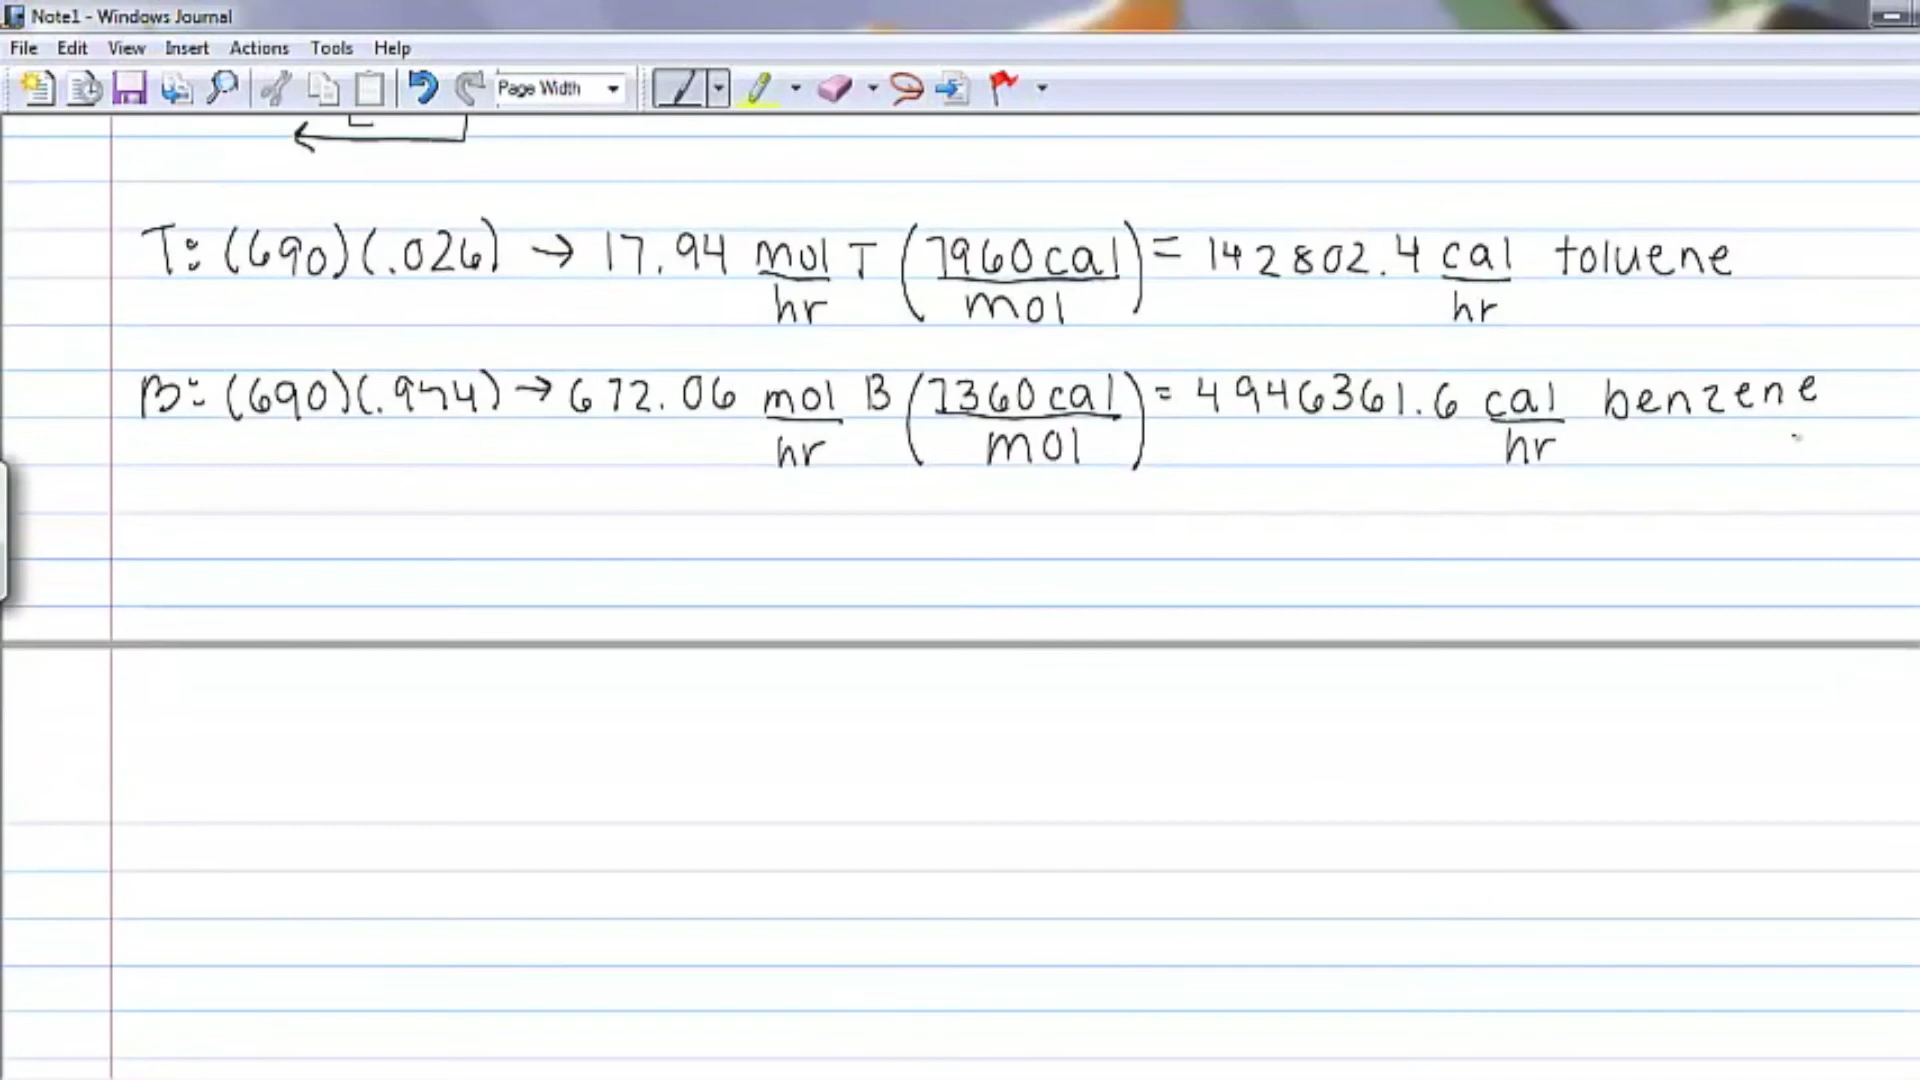 Note1 - Windows Journal
File Edit View Insert Actions Tools Help
Page Width
T: (690)(.026) → 17.94 mol/hr T (7960 cal/mol) = 142802.4 cal/hr toluene
B: (690)(.974) → 672.06 mol/hr B (7360 cal/mol) = 4946361.6 cal/hr benzene